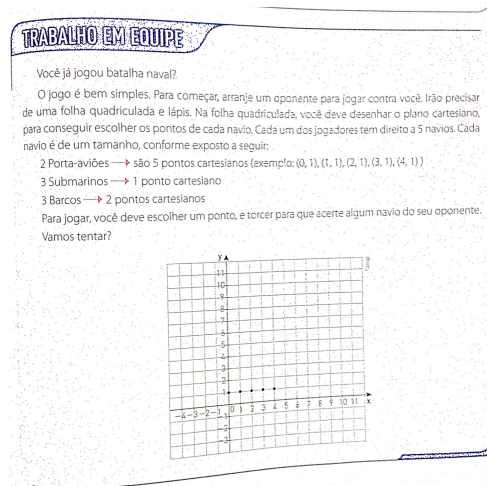 TRABALHO EM EQUIPE
Você já jogou batalha naval?
O jogo é bem simples. Para começar, arranje um oponente para jogar contra você. Irão precisar
de uma folha quadriculada e lápis. Na folha quadriculada, você deve desenhar o plano cartesiano,
para conseguir escolher os pontos de cada navio. Cada um dos jogadores tem direito a 5 navios. Cada
navio é de um tamanho, conforme exposto a seguir:
2 Porta-aviões → são 5 pontos cartesianos (exemplo: (0, 1), (1, 1), (2, 1), (3, 1), (4, 1) )
3 Submarinos → 1 ponto cartesiano
3 Barcos → 2 pontos cartesianos
Para jogar, você deve escolher um ponto, e torcer para que acerte algum navio do seu oponente.
Vamos tentar?
y
11
10
9
8
7
6
5
4
3
2
1
-4 -3 -2 -1 0 1 2 3 4 5 6 7 8 9 10 11 x
-1
-2
-3